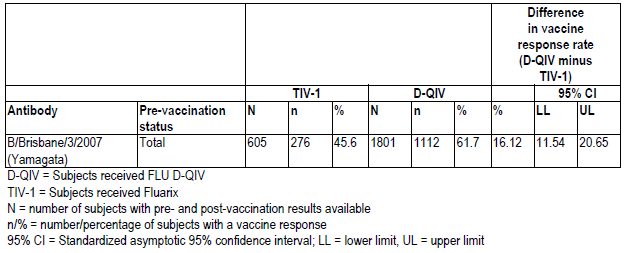 Difference
in vaccine
response rate
(D-QIV minus
TIV-1)
TIV-1 D-QIV 95% CI
Antibody Pre-vaccination status N n % N n % % LL UL
B/Brisbane/3/2007 (Yamagata) Total 605 276 45.6 1801 1112 61.7 16.12 11.54 20.65
D-QIV = Subjects received FLU D-QIV
TIV-1 = Subjects received Fluarix
N = number of subjects with pre- and post-vaccination results available
n/% = number/percentage of subjects with a vaccine response
95% CI = Standardized asymptotic 95% confidence interval; LL = lower limit, UL = upper limit